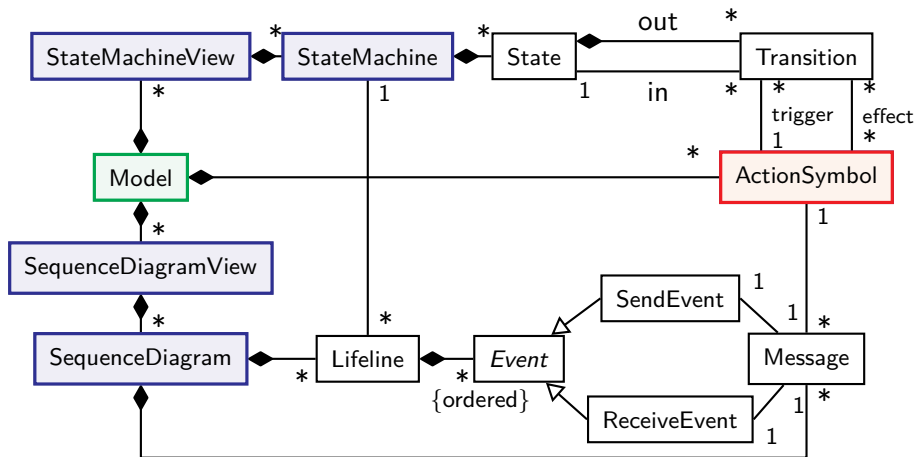 * * out *
StateMachineView * StateMachine * State Transition
* 1 1 in * * *
trigger effect
1 *
Model * ActionSymbol
* 1
SequenceDiagramView
SendEvent 1
* * 1 *
SequenceDiagram Lifeline Event Message
* * {ordered} 1 *
ReceiveEvent 1